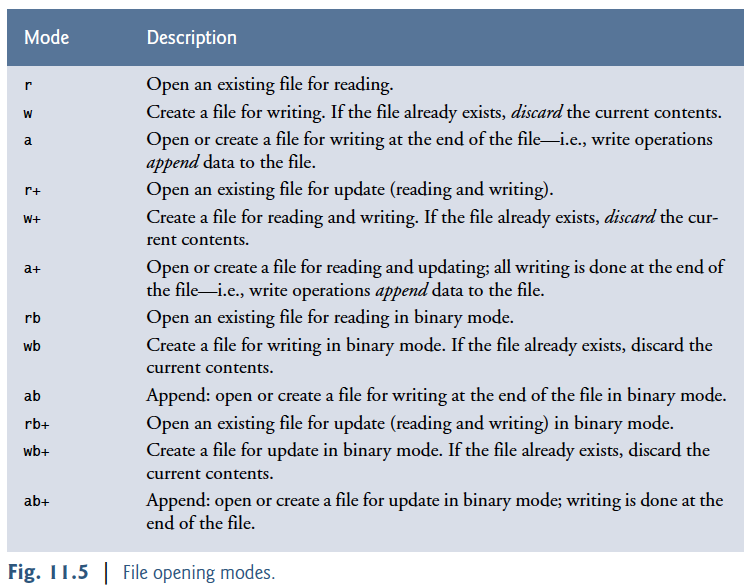 Mode Description
r Open an existing file for reading.
w Create a file for writing. If the file already exists, discard the current contents.
a Open or create a file for writing at the end of the file—i.e., write operations
append data to the file.
r+ Open an existing file for update (reading and writing).
w+ Create a file for reading and writing. If the file already exists, discard the cur-
rent contents.
a+ Open or create a file for reading and updating; all writing is done at the end of
the file—i.e., write operations append data to the file.
rb Open an existing file for reading in binary mode.
wb Create a file for writing in binary mode. If the file already exists, discard the
current contents.
ab Append: open or create a file for writing at the end of the file in binary mode.
rb+ Open an existing file for update (reading and writing) in binary mode.
wb+ Create a file for update in binary mode. If the file already exists, discard the
current contents.
ab+ Append: open or create a file for update in binary mode; writing is done at the
end of the file.
Fig. 11.5 | File opening modes.